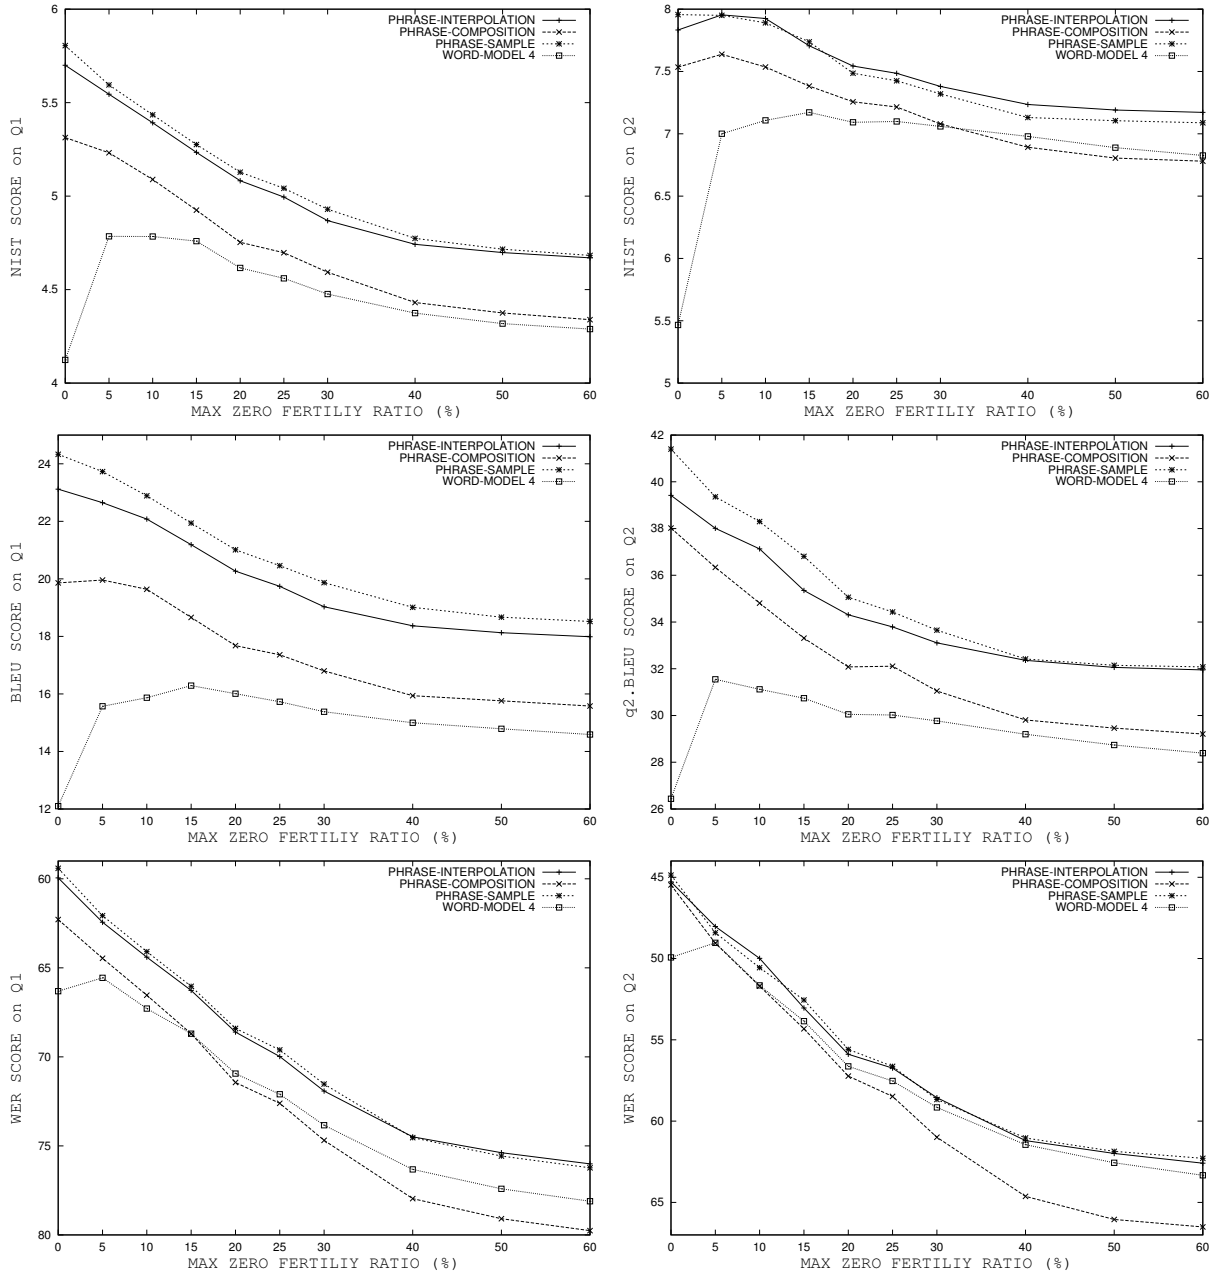 NIST SCORE on Q1
6
5.5
5
4.5
4
PHRASE-INTERPOLATION
PHRASE-COMPOSITION
PHRASE-SAMPLE
WORD-MODEL 4
0 5 10 15 20 25 30 40 50 60
MAX ZERO FERTILIY RATIO (%)
NIST SCORE on Q2
8
7.5
7
6.5
6
5.5
5
PHRASE-INTERPOLATION
PHRASE-COMPOSITION
PHRASE-SAMPLE
WORD-MODEL 4
0 5 10 15 20 25 30 40 50 60
MAX ZERO FERTILIY RATIO (%)
BLEU SCORE on Q1
24
22
20
18
16
14
12
PHRASE-INTERPOLATION
PHRASE-COMPOSITION
PHRASE-SAMPLE
WORD-MODEL 4
0 5 10 15 20 25 30 40 50 60
MAX ZERO FERTILIY RATIO (%)
q2.BLEU SCORE on Q2
42
40
38
36
34
32
30
28
26
PHRASE-INTERPOLATION
PHRASE-COMPOSITION
PHRASE-SAMPLE
WORD-MODEL 4
0 5 10 15 20 25 30 40 50 60
MAX ZERO FERTILIY RATIO (%)
WER SCORE on Q1
60
65
70
75
80
PHRASE-INTERPOLATION
PHRASE-COMPOSITION
PHRASE-SAMPLE
WORD-MODEL 4
0 5 10 15 20 25 30 40 50 60
MAX ZERO FERTILIY RATIO (%)
WER SCORE on Q2
45
50
55
60
65
PHRASE-INTERPOLATION
PHRASE-COMPOSITION
PHRASE-SAMPLE
WORD-MODEL 4
0 5 10 15 20 25 30 40 50 60
MAX ZERO FERTILIY RATIO (%)